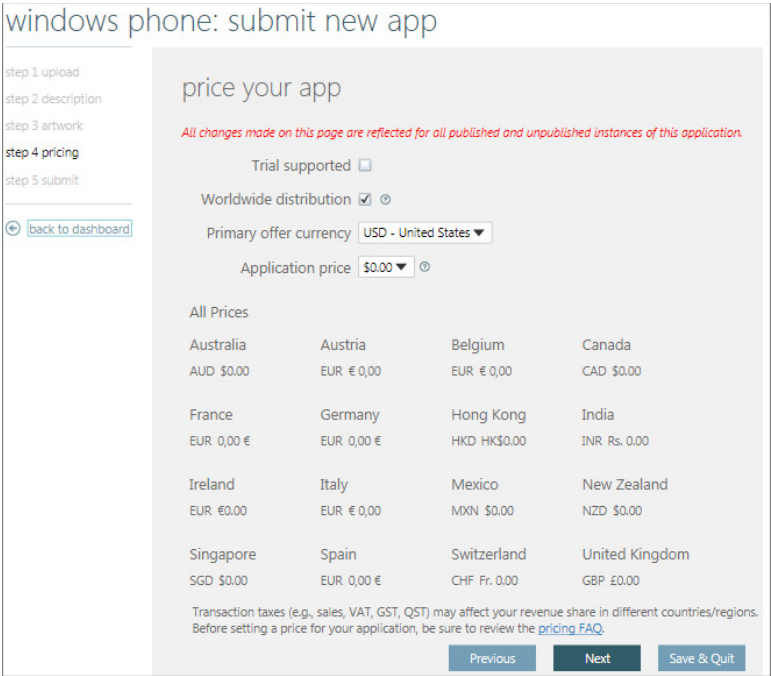 windows phone: submit new app
step 1 upload
step 2 description
step 3 artwork
step 4 pricing
step 5 submit
back to dashboard
price your app
All changes made on this page are reflected for all published and unpublished instances of this application.
Trial supported
Worldwide distribution
Primary offer currency USD - United States
Application price $0.00
All Prices
Australia Austria Belgium Canada
AUD $0.00 EUR € 0,00 EUR € 0,00 CAD $0.00
France Germany Hong Kong India
EUR 0,00 € EUR 0,00 € HKD HK$0.00 INR Rs. 0.00
Ireland Italy Mexico New Zealand
EUR €0.00 EUR € 0,00 MXN $0.00 NZD $0.00
Singapore Spain Switzerland United Kingdom
SGD $0.00 EUR 0,00 € CHF Fr. 0.00 GBP £0.00
Transaction taxes (e.g., sales, VAT, GST, QST) may affect your revenue share in different countries/regions.
Before setting a price for your application, be sure to review the pricing FAQ.
Previous Next Save & Quit